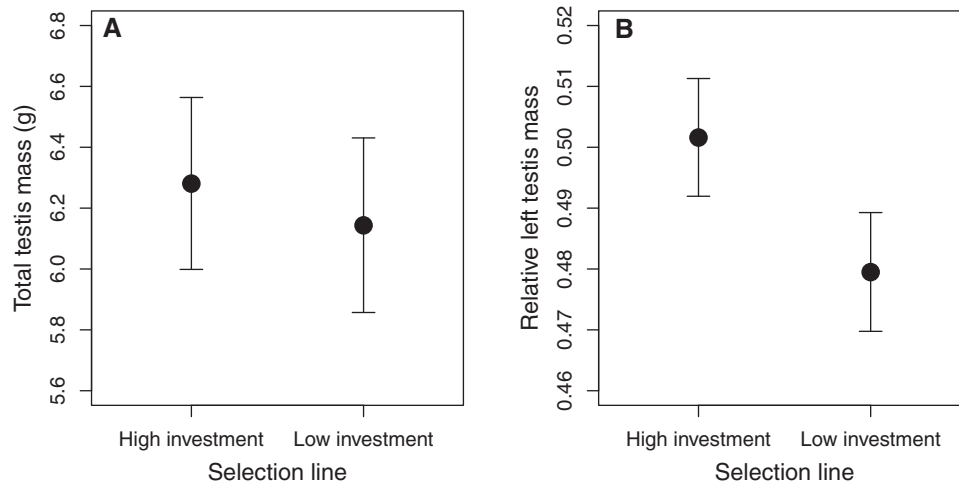 A
Total testis mass (g)
6.8
6.6
6.4
6.2
6.0
5.8
5.6
High investment
Low investment
Selection line
B
Relative left testis mass
0.52
0.51
0.50
0.49
0.48
0.47
0.46
High investment
Low investment
Selection line